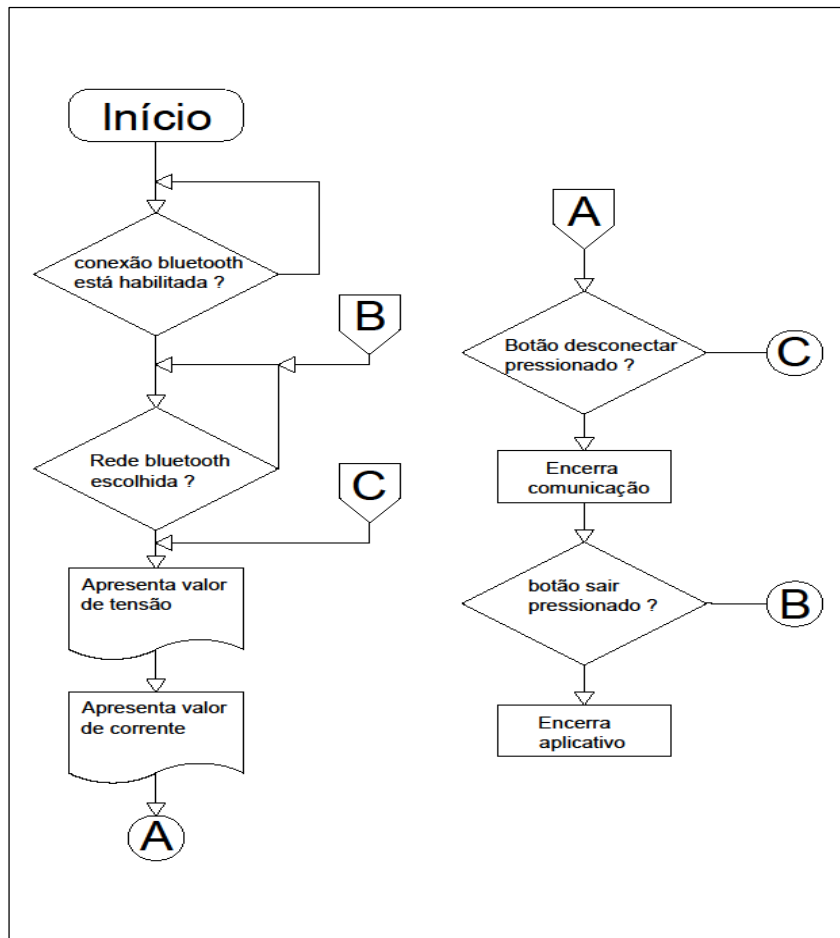 Início
conexão bluetooth
está habilitada ?
B
Rede bluetooth
escolhida ?
C
Apresenta valor
de tensão
Apresenta valor
de corrente
A
A
Botão desconectar
pressionado ?
C
Encerra
comunicação
botão sair
pressionado ?
B
Encerra
aplicativo